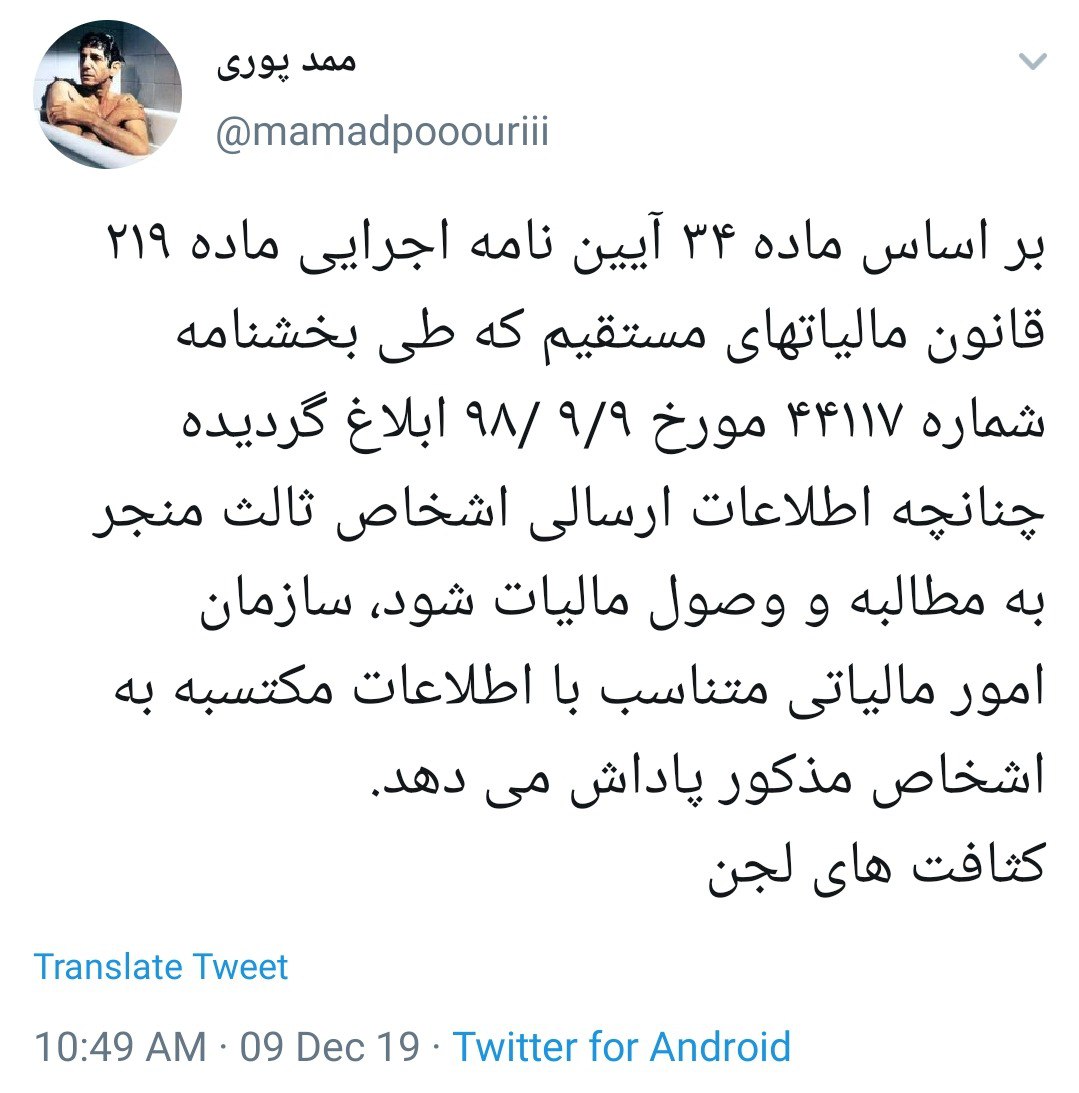 ممد پوری
@mamadpooouriii
بر اساس ماده ۳۴ آیین نامه اجرایی ماده ۲۱۹
قانون مالیاتهای مستقیم که طی بخشنامه
شماره ۴۴۱۱۷ مورخ ۹/۹ /۹۸ ابلاغ گردیده
چنانچه اطلاعات ارسالی اشخاص ثالث منجر
به مطالبه و وصول مالیات شود، سازمان
امور مالیاتی متناسب با اطلاعات مکتسبه به
اشخاص مذکور پاداش می دهد.
کثافت های لجن
Translate Tweet
10:49 AM · 09 Dec 19 · Twitter for Android